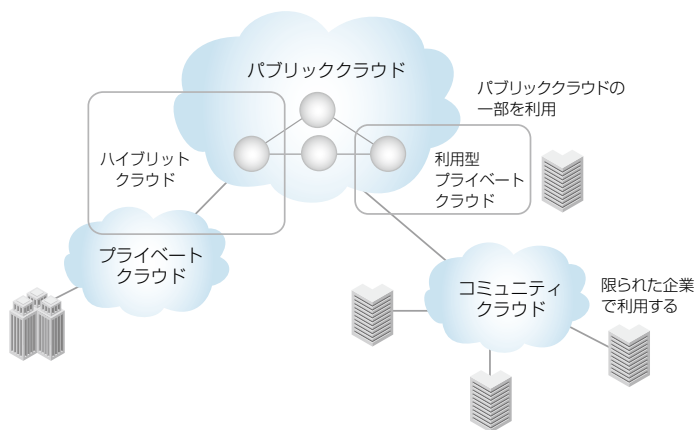 パブリッククラウド
パブリッククラウドの
一部を利用
ハイブリット
クラウド
利用型
プライベート
クラウド
プライベート
クラウド
コミュニティ
クラウド
限られた企業
で利用する